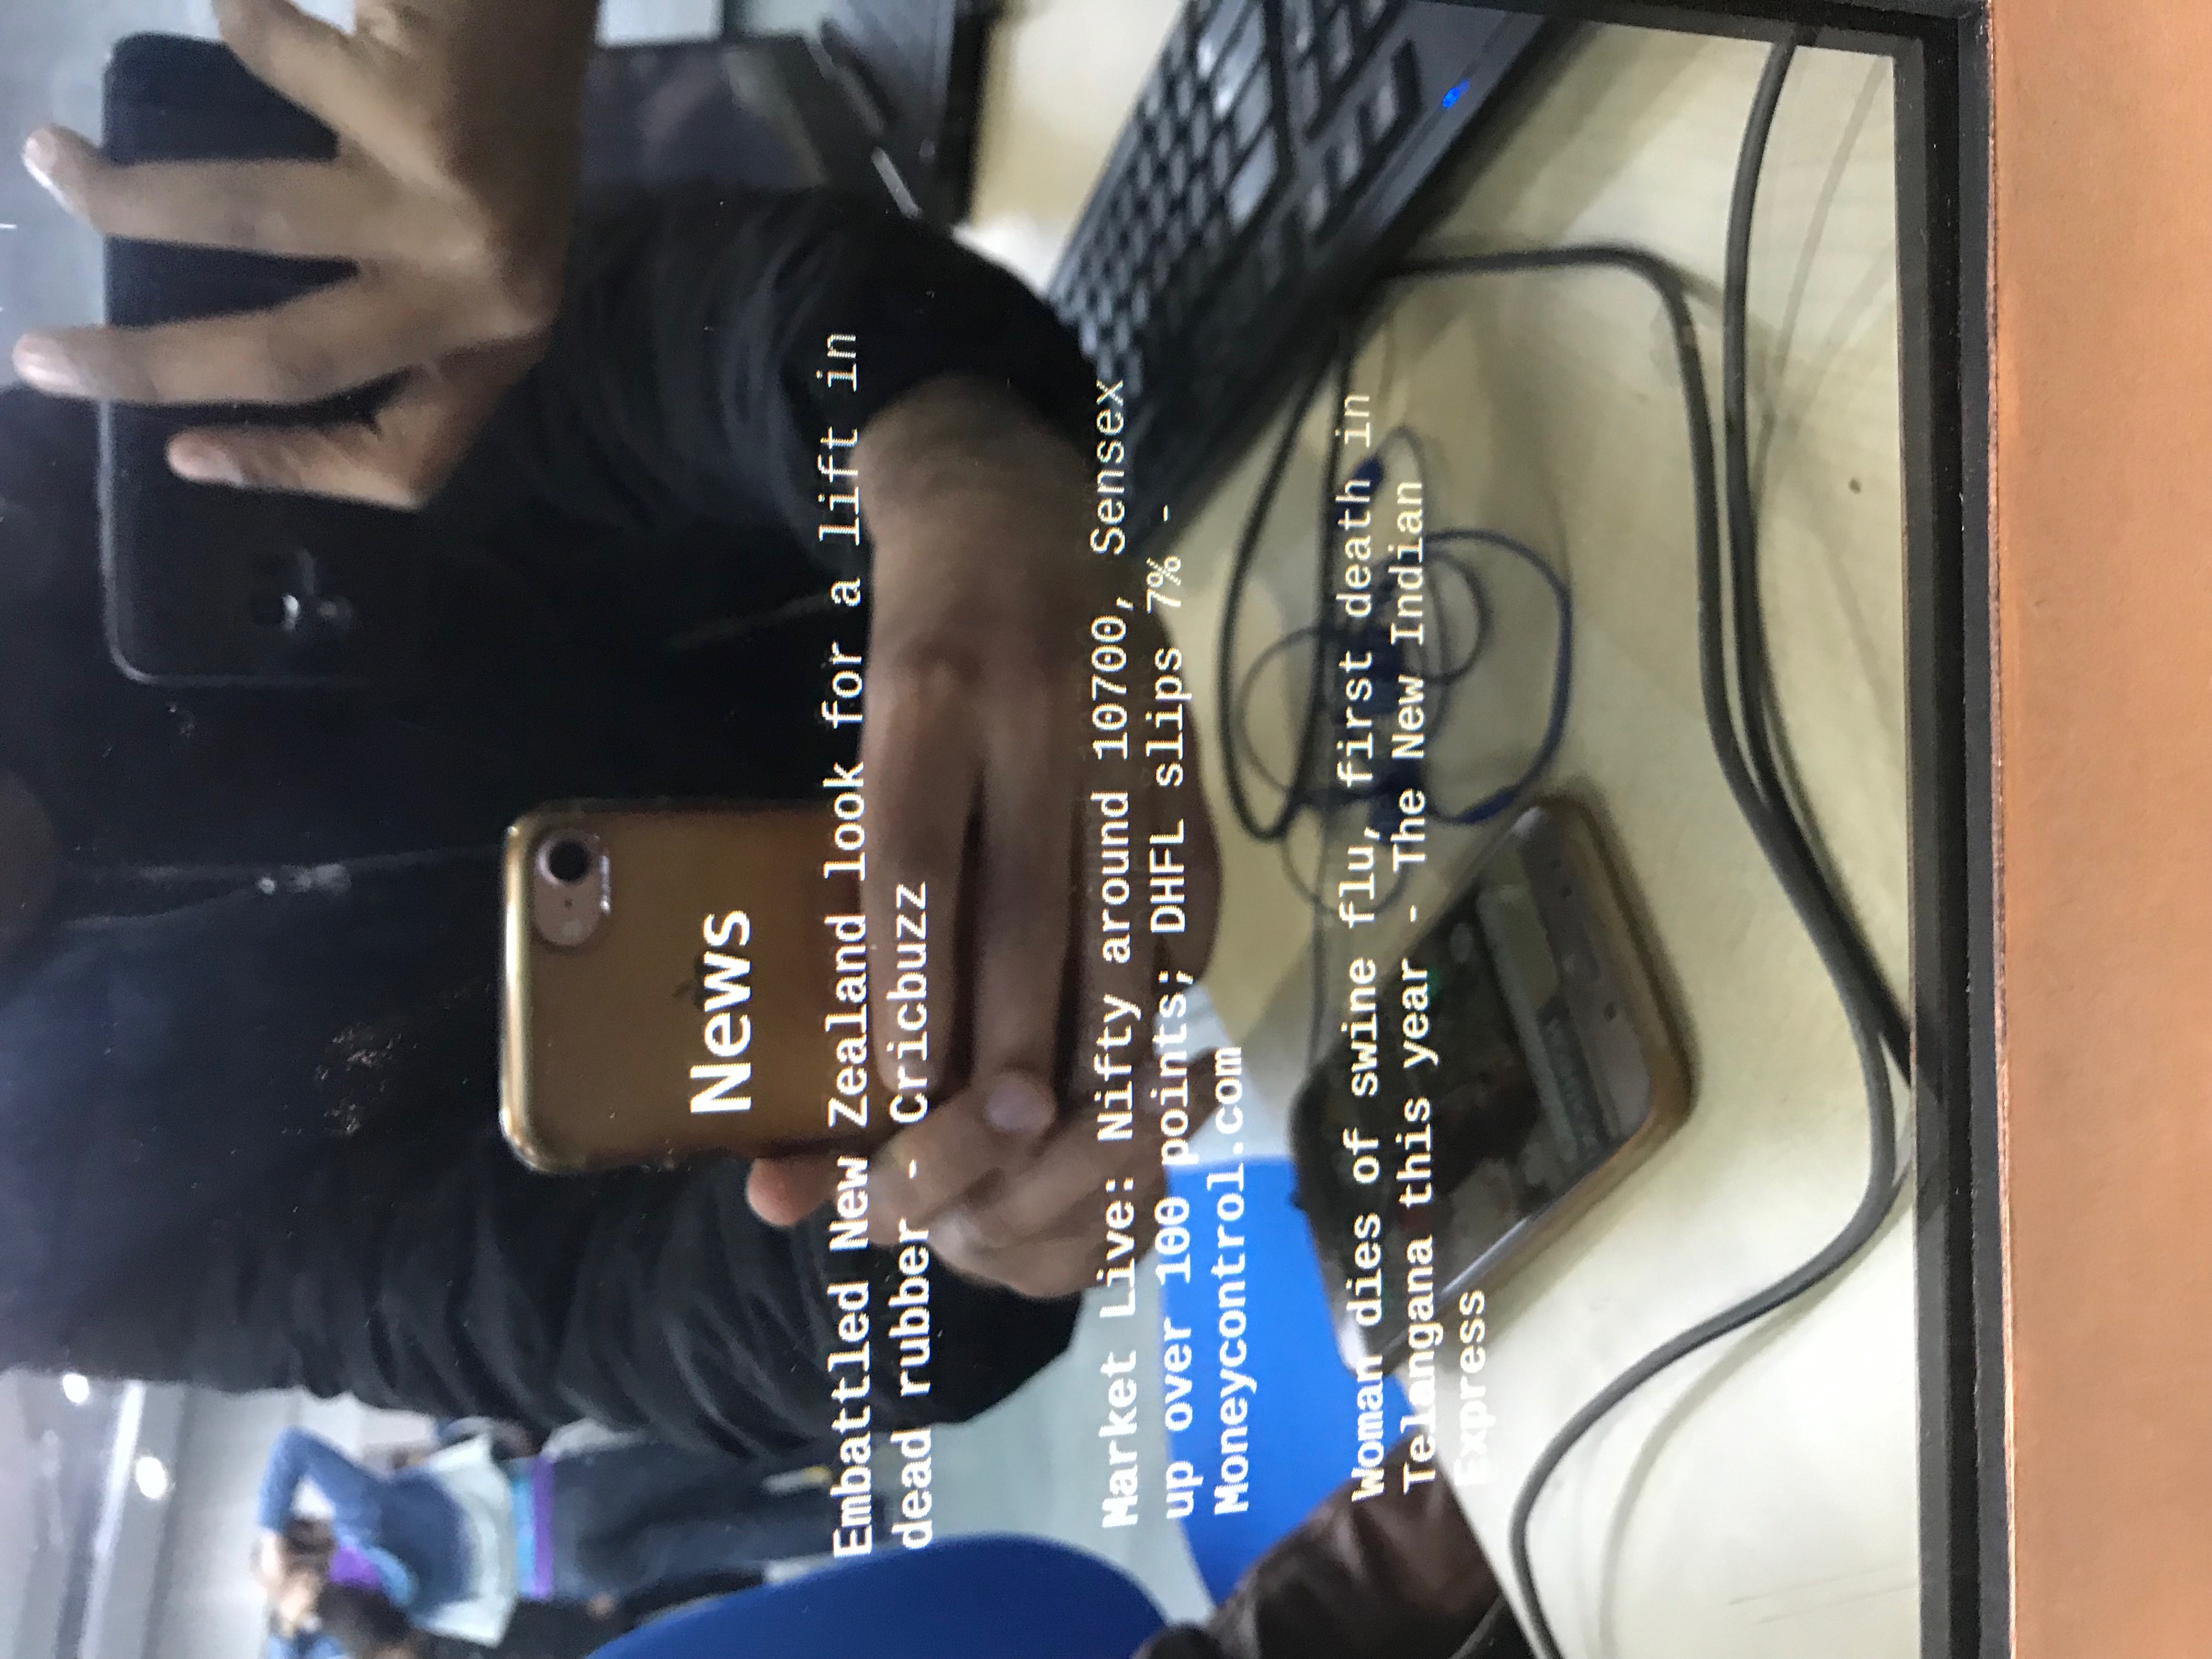 News
Embattled New Zealand look for a lift in
dead rubber - Cricbuzz
Market Live: Nifty around 10700, Sensex
up over 100 points; DHFL slips 7% -
Moneycontrol.com
Woman dies of swine flu, first death in
Telangana this year - The New Indian
Express